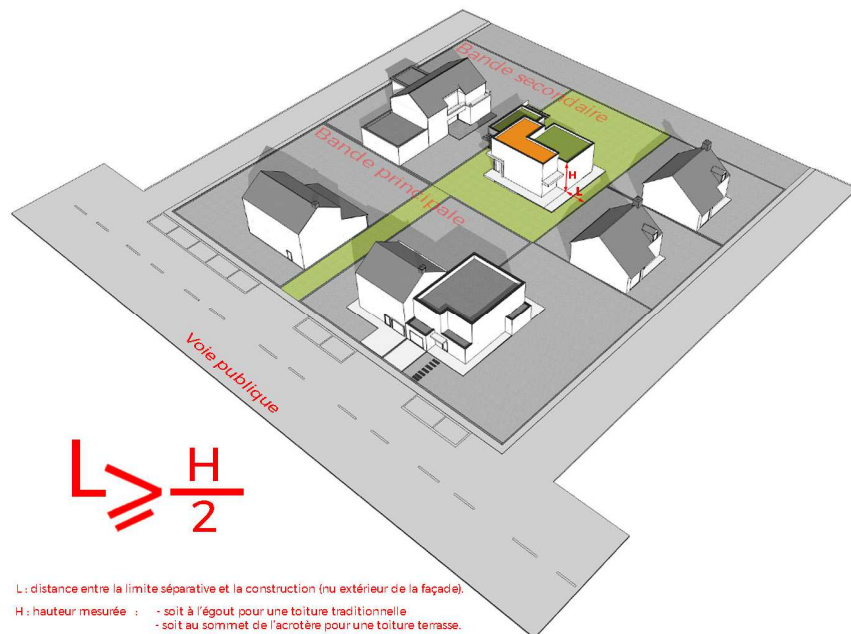 Bande secondaire
Bande principale
H
L
Voie publique
L ⩾ H
2
L : distance entre la limite séparative et la construction (nu extérieur de la façade).
H : hauteur mesurée : - soit à l'égout pour une toiture traditionnelle
- soit au sommet de l'acrotère pour une toiture terrasse.